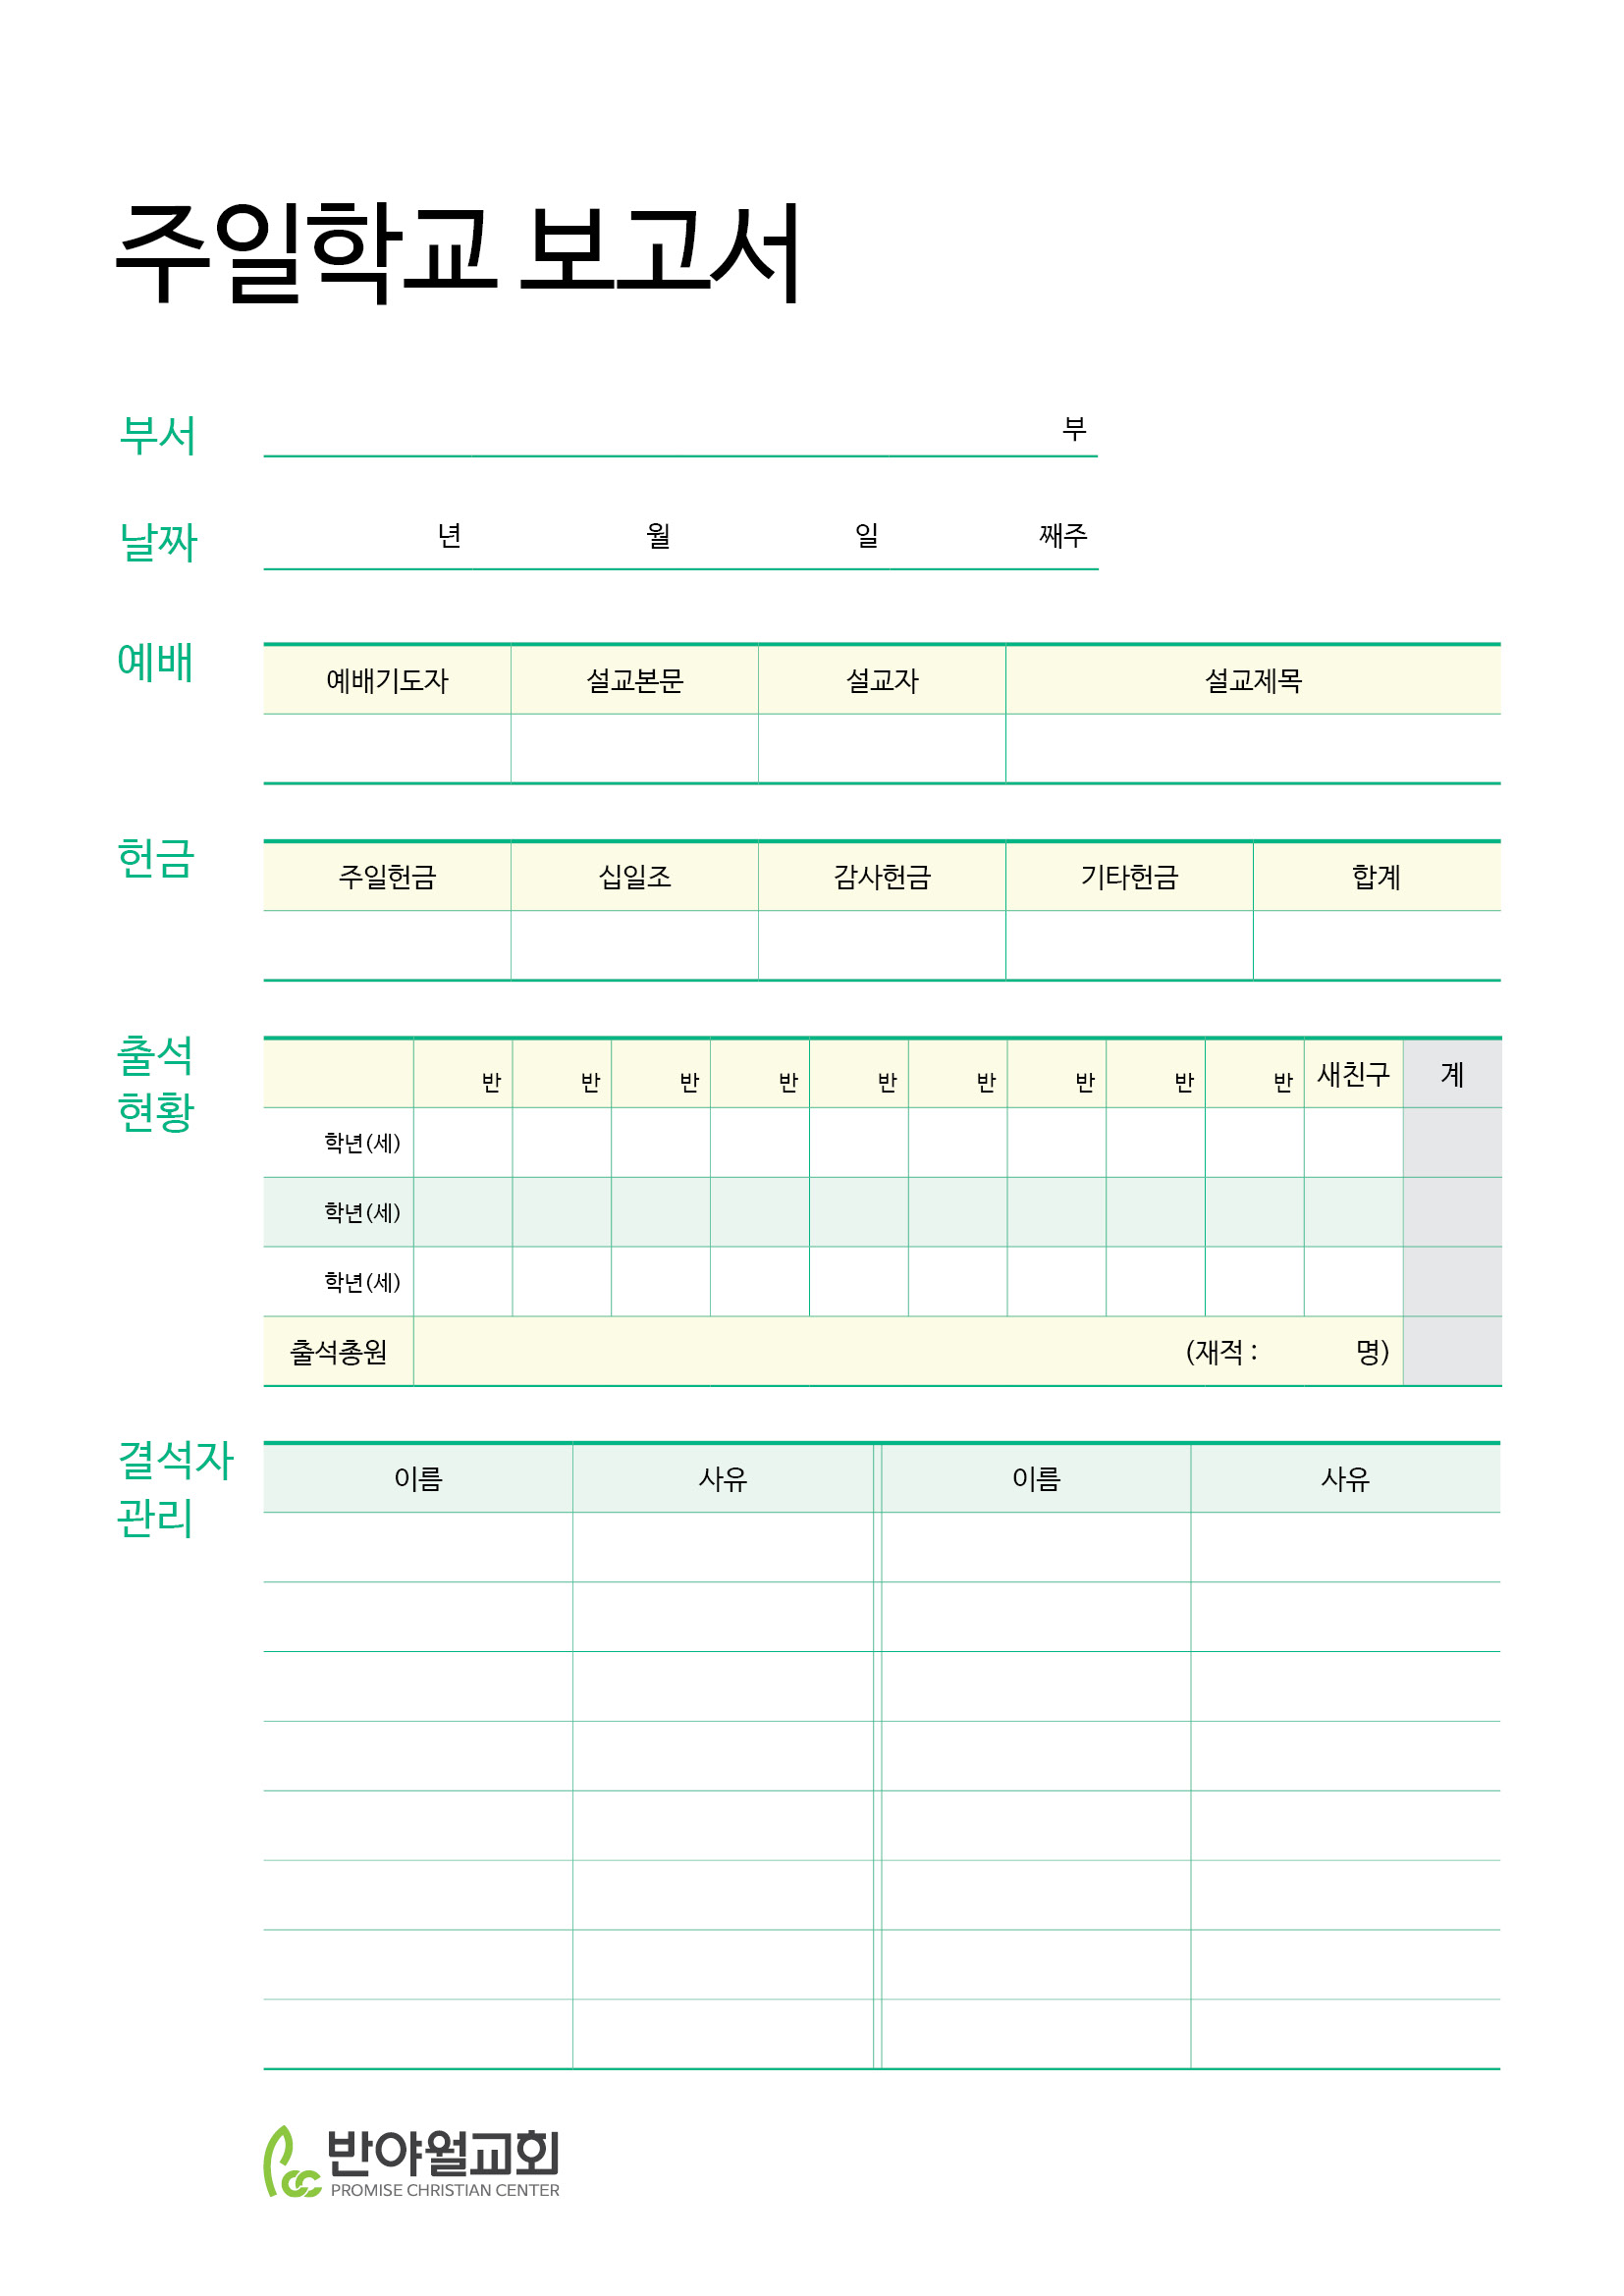 주일학교 보고서
부서 부
날짜 년 월 일 째주
예배
예배기도자 설교본문 설교자 설교제목
헌금
주일헌금 십일조 감사헌금 기타헌금 합계
출석
현황
반 반 반 반 반 반 반 반 반 새친구 계
학년(세)
학년(세)
학년(세)
출석총원 (재적 : 명)
결석자
관리
이름 사유 이름 사유
반야월교회
PROMISE CHRISTIAN CENTER